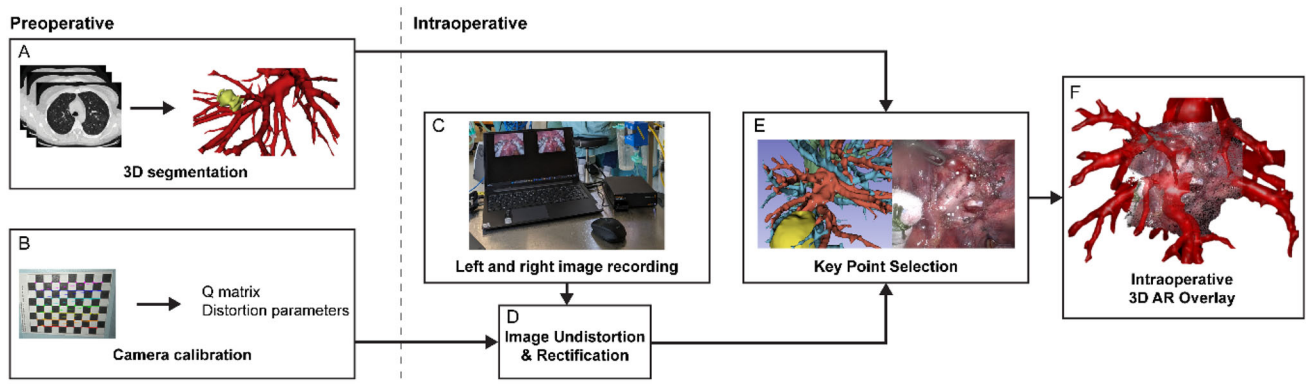 Preoperative
Intraoperative
A
3D segmentation
B
Q matrix
Distortion parameters
Camera calibration
C
Left and right image recording
D
Image Undistortion
& Rectification
E
Key Point Selection
F
Intraoperative
3D AR Overlay